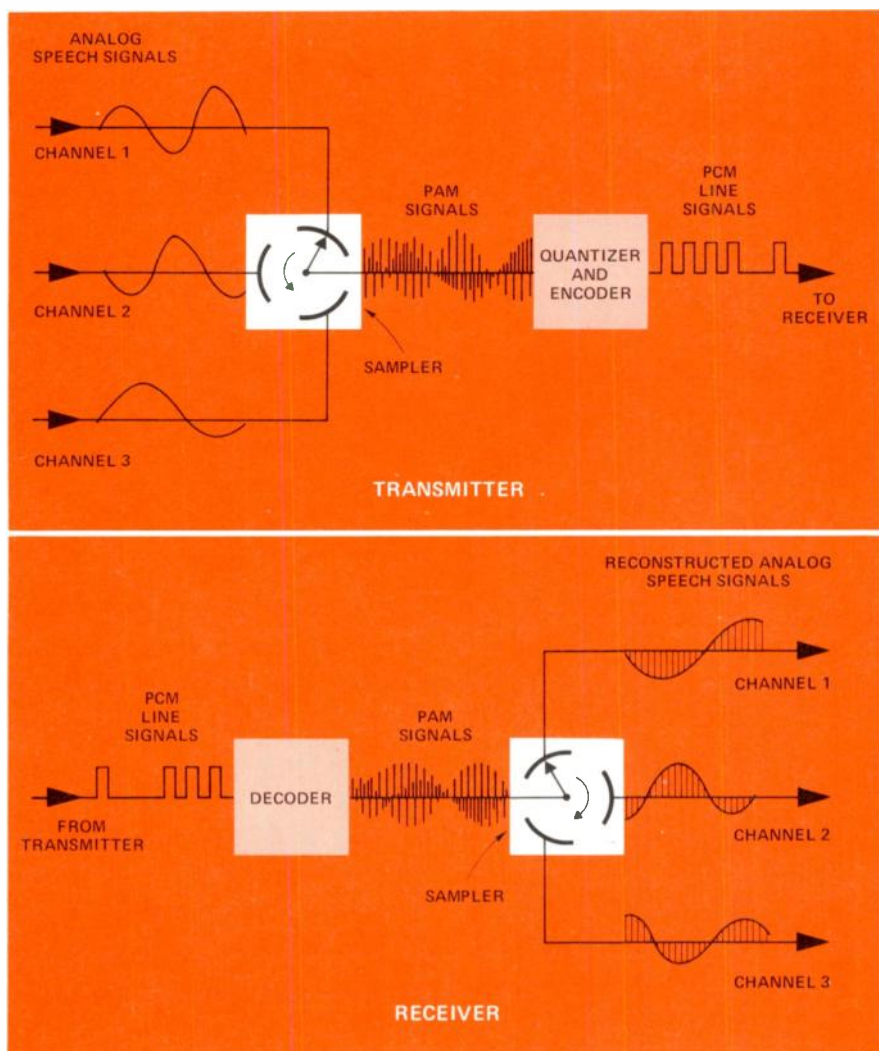 ANALOG
SPEECH SIGNALS
CHANNEL 1
CHANNEL 2
CHANNEL 3
PAM
SIGNALS
SAMPLER
QUANTIZER
AND
ENCODER
PCM
LINE
SIGNALS
TO
RECEIVER
TRANSMITTER
RECONSTRUCTED ANALOG
SPEECH SIGNALS
PCM
LINE
SIGNALS
FROM
TRANSMITTER
DECODER
PAM
SIGNALS
SAMPLER
CHANNEL 1
CHANNEL 2
CHANNEL 3
RECEIVER